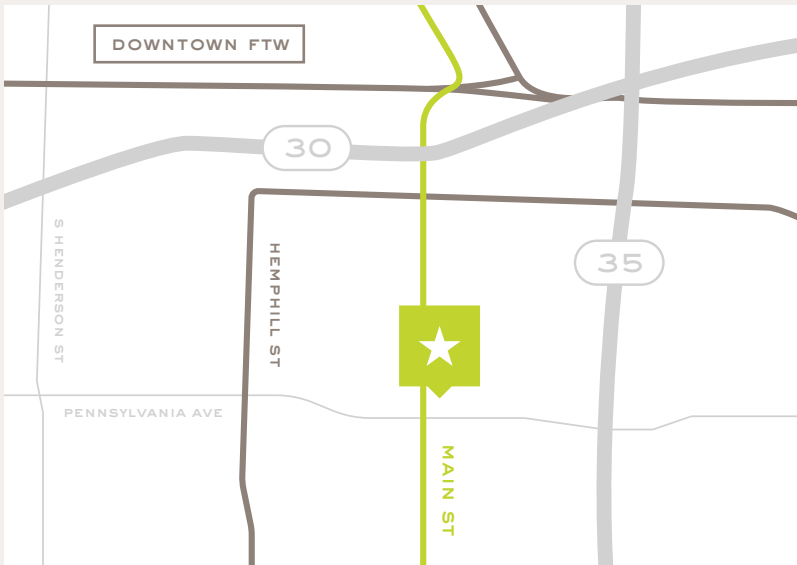 DOWNTOWN FTW
30
S HENDERSON ST
HEMPHILL ST
35
PENNSYLVANIA AVE
MAIN ST